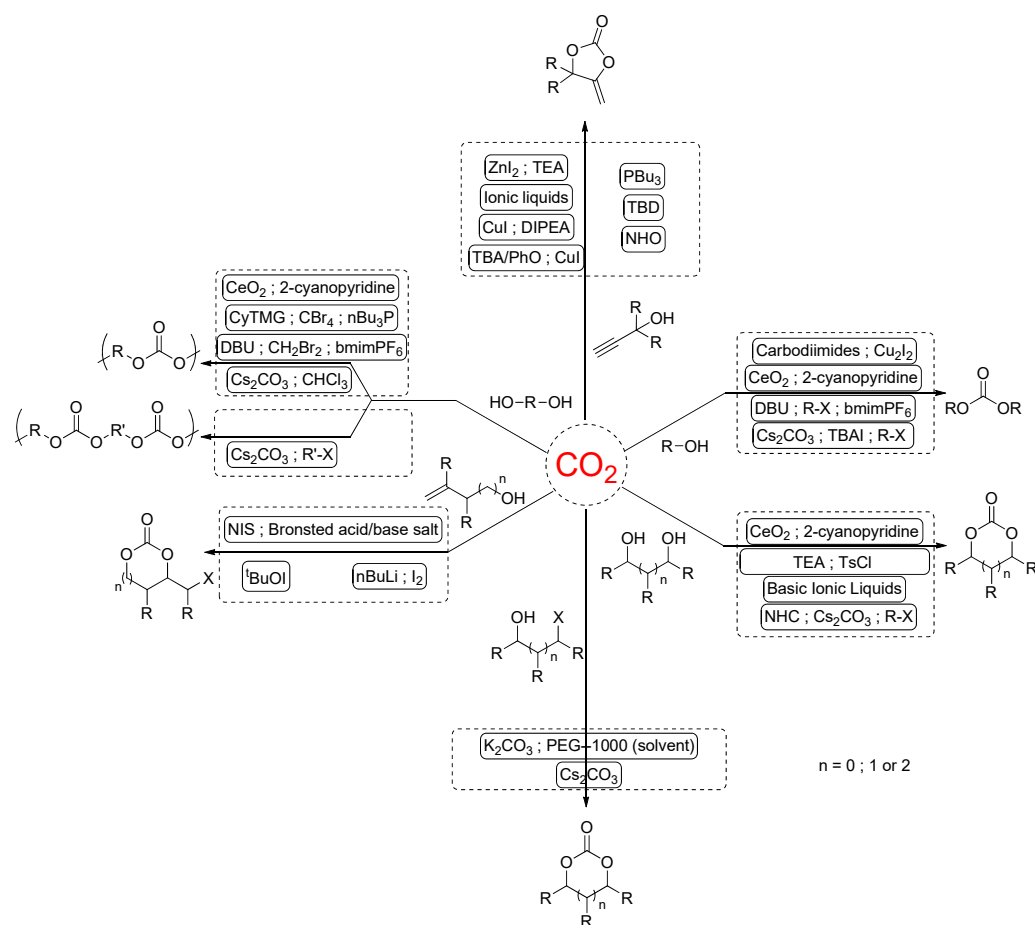 O
O
O
R
R
ZnI2 ; TEA
Ionic liquids
CuI ; DIPEA
TBA/PhO ; CuI
PBu3
TBD
NHO
R
OH
R
CeO2 ; 2-cyanopyridine
CyTMG ; CBr4 ; nBu3P
DBU ; CH2Br2 ; bmimPF6
Cs2CO3 ; CHCl3
O
R
O
O
O
O
R
O
O
R'
O
O
Cs2CO3 ; R'-X
HO-R-OH
Carbodiimides ; Cu2I2
CeO2 ; 2-cyanopyridine
DBU ; R-X ; bmimPF6
Cs2CO3 ; TBAI ; R-X
O
RO
OR
R-OH
CO2
R
n
OH
R
NIS ; Bronsted acid/base salt
tBuOI
nBuLi ; I2
O
O
O
n
X
R
R
OH
OH
R
n
R
R
CeO2 ; 2-cyanopyridine
TEA ; TsCl
Basic Ionic Liquids
NHC ; Cs2CO3 ; R-X
O
O
O
R
n
R
R
OH
X
R
n
R
R
K2CO3 ; PEG-1000 (solvent)
Cs2CO3
n = 0 ; 1 or 2
O
O
O
R
n
R
R